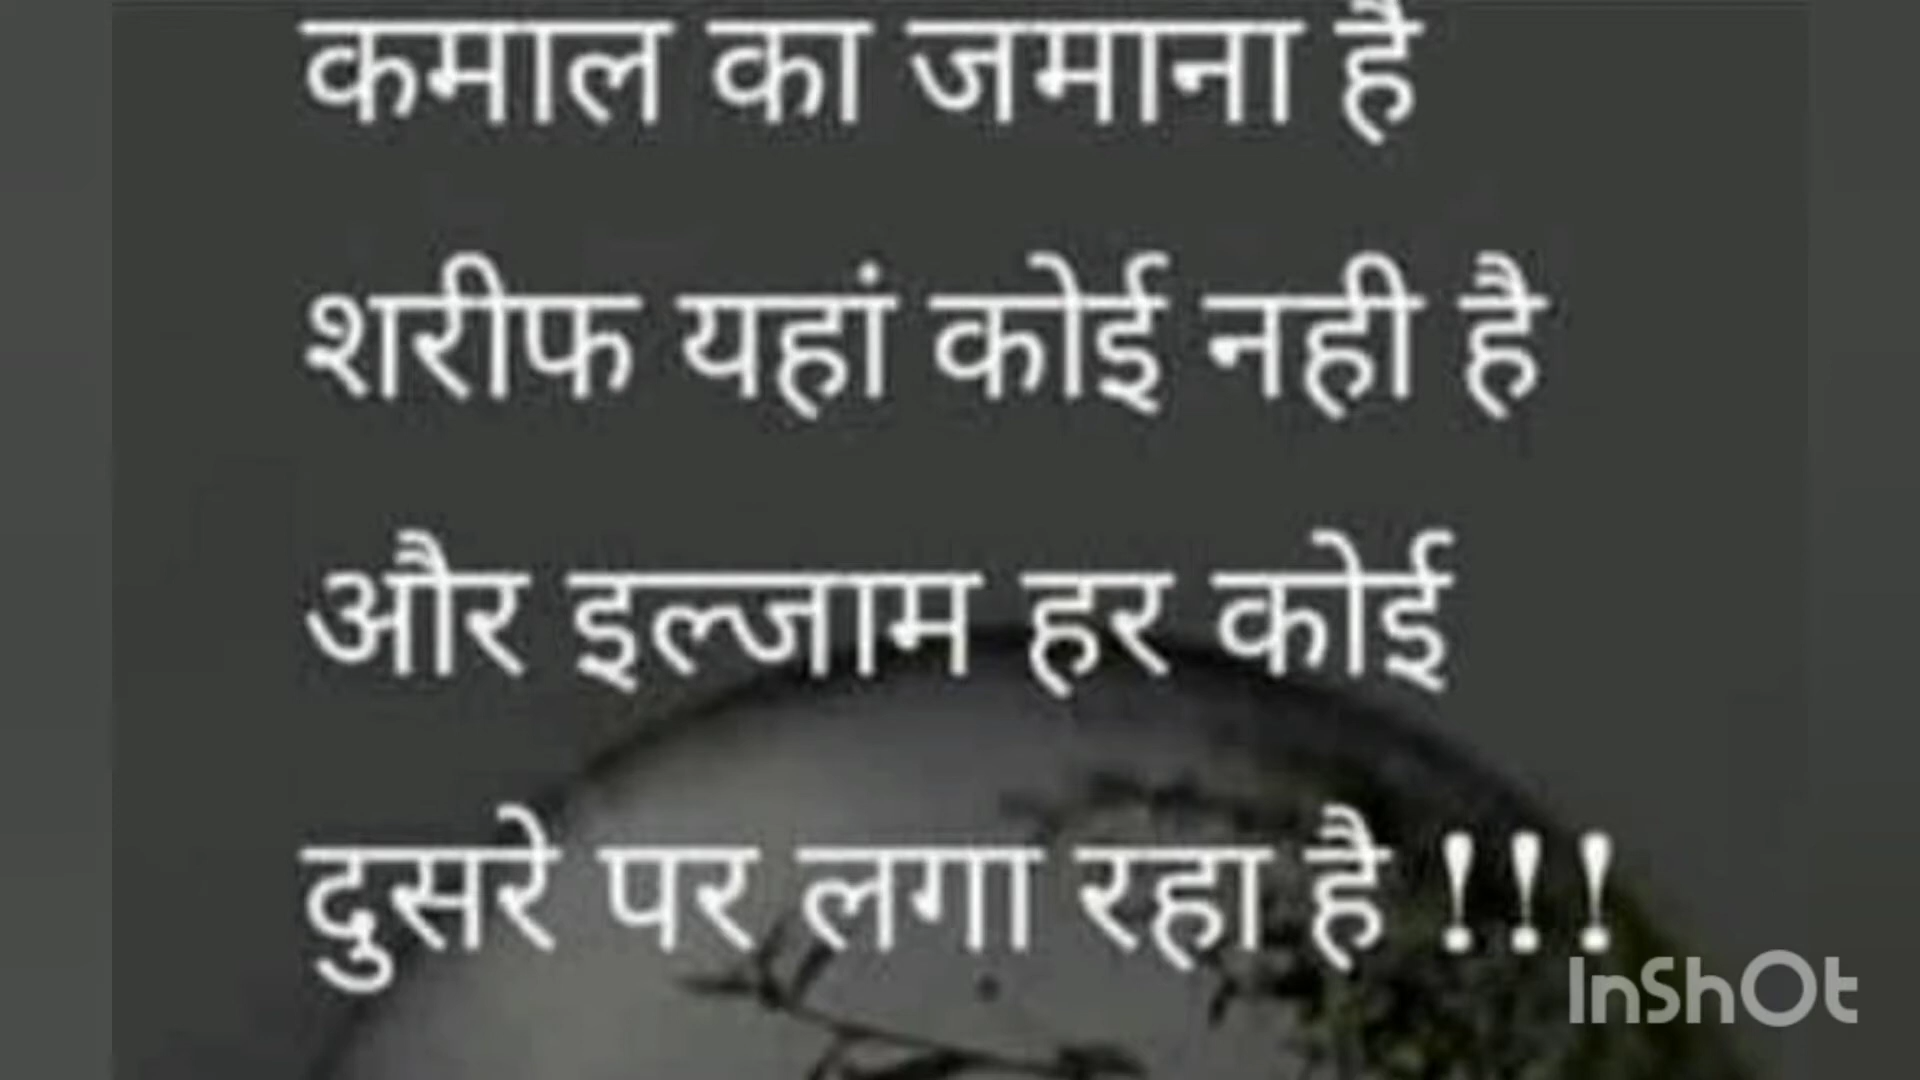 कमाल का जमाना है
शरीफ यहां कोई नही है
और इल्जाम हर कोई
दुसरे पर लगा रहा है !!!
InShOt